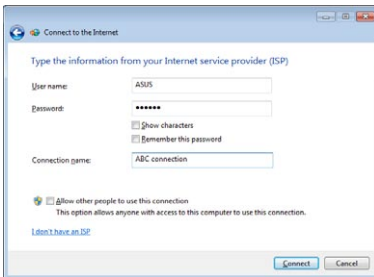 Connect to the Internet
Type the information from your Internet service provider (ISP)
User name:
ASUS
Password:
••••••
Show characters
Remember this password
Connection name:
ABC connection
Allow other people to use this connection
This option allows anyone with access to this computer to use this connection.
I don't have an ISP
Connect
Cancel